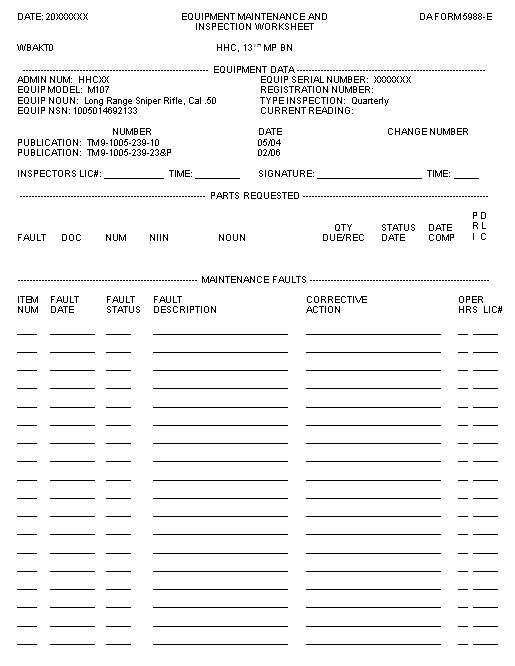 DATE: 20XXXXXX EQUIPMENT MAINTENANCE AND DA FORM 5988-E
INSPECTION WORKSHEET
WBAKT0 HHC, 13TH MP BN
EQUIPMENT DATA
ADMIN NUM: HHCXX EQUIP SERIAL NUMBER: XXXXXXX
EQUIP MODEL: M107 REGISTRATION NUMBER:
EQUIP NOUN: Long Range Sniper Rifle, Cal .50 TYPE INSPECTION: Quarterly
EQUIP NSN: 1005014692133 CURRENT READING:
NUMBER DATE CHANGE NUMBER
PUBLICATION: TM9-1005-239-10 05/04
PUBLICATION: TM9-1005-239-23&P 02/06
INSPECTORS LIC#: TIME: SIGNATURE: TIME:
PARTS REQUESTED
P D
QTY STATUS DATE R L
FAULT DOC NUM NIIN NOUN DUE/REC DATE COMP I C
MAINTENANCE FAULTS
ITEM FAULT FAULT FAULT CORRECTIVE OPER
NUM DATE STATUS DESCRIPTION ACTION HRS LIC#